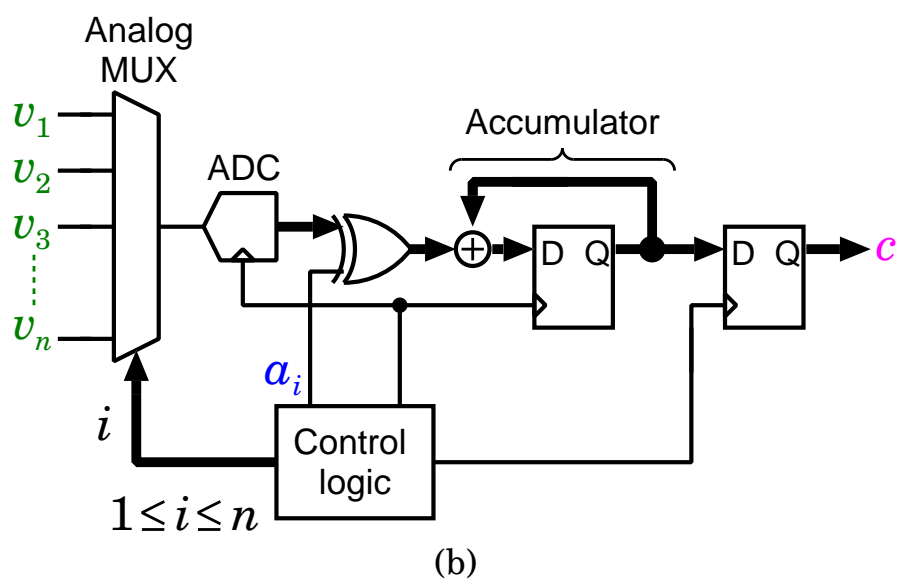 Analog
MUX
v₁
v₂
v₃
vₙ
ADC
Accumulator
D Q
D Q
c
aᵢ
i
Control
logic
1≤i≤n
(b)